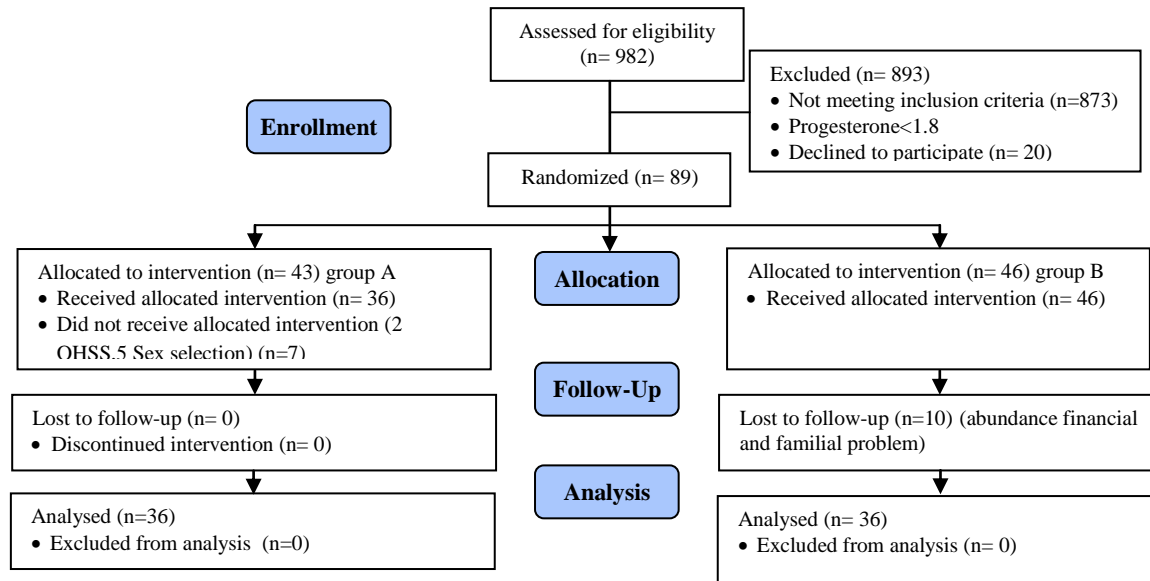 Assessed for eligibility
(n= 982)
Excluded (n= 893)
• Not meeting inclusion criteria (n=873)
• Progesterone<1.8
• Declined to participate (n= 20)
Enrollment
Randomized (n= 89)
Allocated to intervention (n= 43) group A
• Received allocated intervention (n= 36)
• Did not receive allocated intervention (2
OHSS,5 Sex selection) (n=7)
Allocation
Allocated to intervention (n= 46) group B
• Received allocated intervention (n= 46)
Follow-Up
Lost to follow-up (n= 0)
• Discontinued intervention (n= 0)
Lost to follow-up (n=10) (abundance financial
and familial problem)
Analysis
Analysed (n=36)
• Excluded from analysis (n=0)
Analysed (n= 36)
• Excluded from analysis (n= 0)